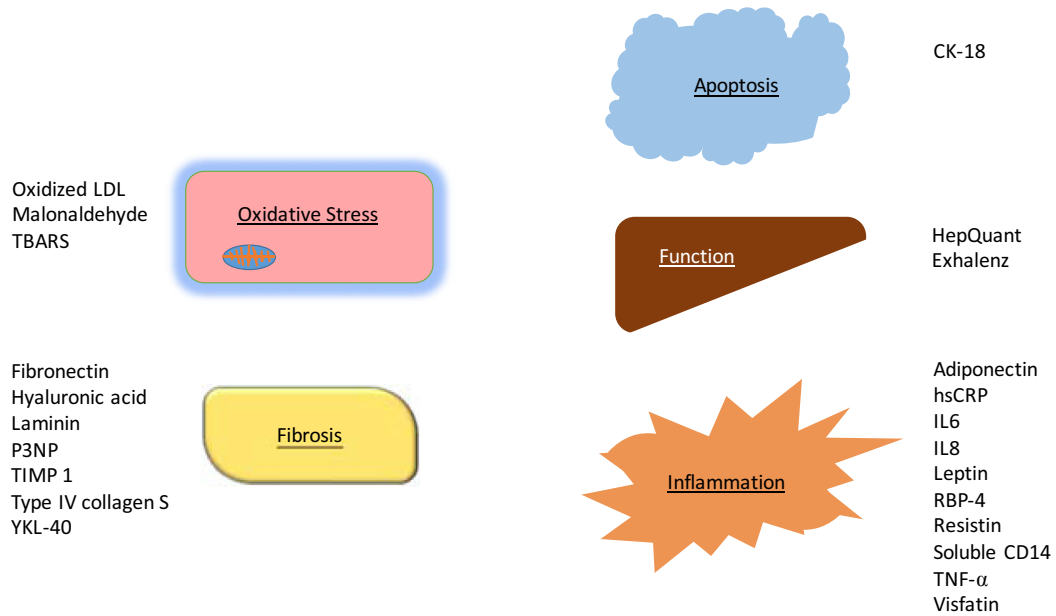 Apoptosis
CK-18
Oxidative Stress
Oxidized LDL
Malonaldehyde
TBARS
Function
HepQuant
Exhalenz
Fibrosis
Fibronectin
Hyaluronic acid
Laminin
P3NP
TIMP 1
Type IV collagen S
YKL-40
Inflammation
Adiponectin
hsCRP
IL6
IL8
Leptin
RBP-4
Resistin
Soluble CD14
TNF-α
Visfatin